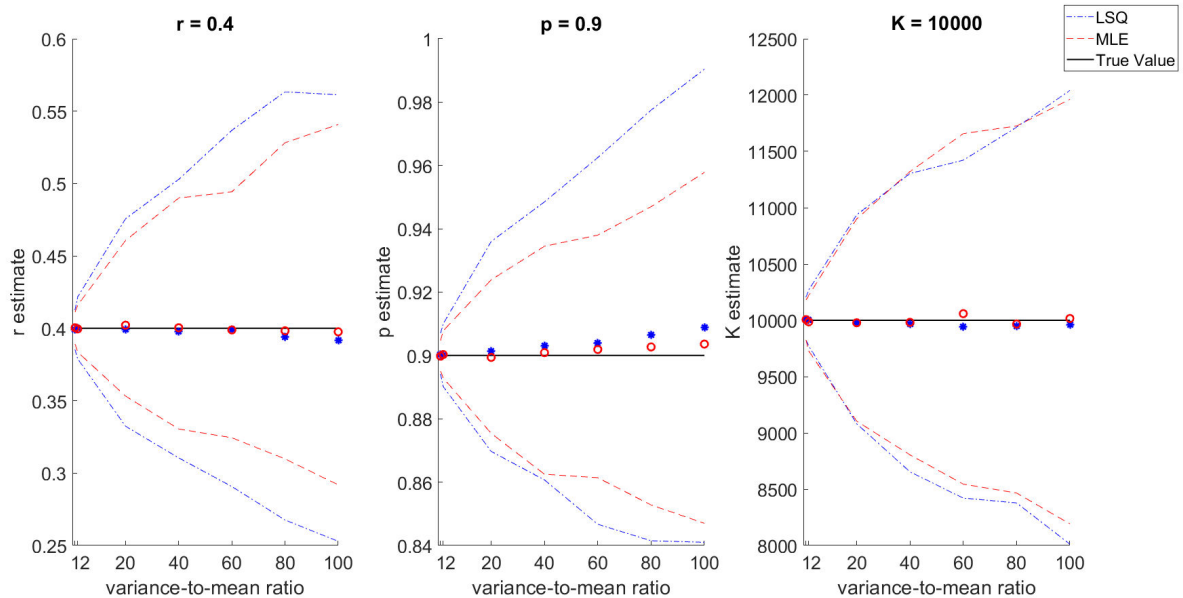 r = 0.4
p = 0.9
K = 10000
LSQ
MLE
True Value
0.6
0.55
0.5
0.45
0.4
0.35
0.3
0.25
r estimate
12 20 40 60 80 100
variance-to-mean ratio
1
0.98
0.96
0.94
0.92
0.9
0.88
0.86
0.84
p estimate
12 20 40 60 80 100
variance-to-mean ratio
12500
12000
11500
11000
10500
10000
9500
9000
8500
8000
K estimate
12 20 40 60 80 100
variance-to-mean ratio